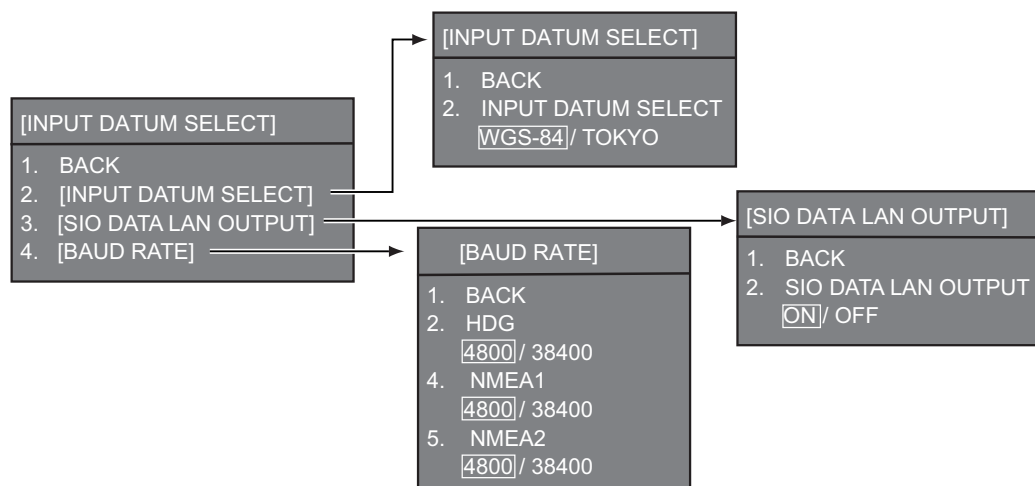 [INPUT DATUM SELECT]
1. BACK
2. [INPUT DATUM SELECT]
3. [SIO DATA LAN OUTPUT]
4. [BAUD RATE]
[INPUT DATUM SELECT]
1. BACK
2. INPUT DATUM SELECT
WGS-84 / TOKYO
[SIO DATA LAN OUTPUT]
1. BACK
2. SIO DATA LAN OUTPUT
ON / OFF
[BAUD RATE]
1. BACK
2. HDG
4800 / 38400
4. NMEA1
4800 / 38400
5. NMEA2
4800 / 38400